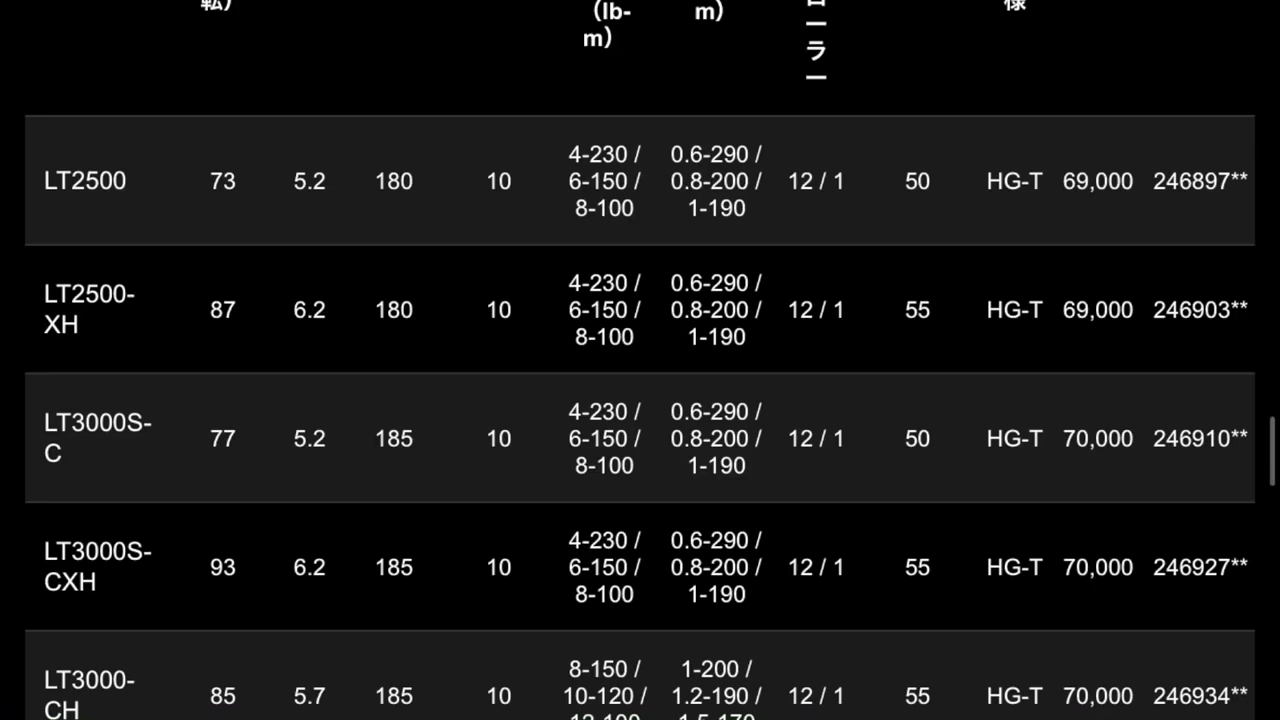 転）
（lb-
m）
m）
ロ
ー
ラ
ー
様
LT2500 73 5.2 180 10 4-230 / 6-150 / 8-100 0.6-290 / 0.8-200 / 1-190 12 / 1 50 HG-T 69,000 246897**
LT2500-XH 87 6.2 180 10 4-230 / 6-150 / 8-100 0.6-290 / 0.8-200 / 1-190 12 / 1 55 HG-T 69,000 246903**
LT3000S-C 77 5.2 185 10 4-230 / 6-150 / 8-100 0.6-290 / 0.8-200 / 1-190 12 / 1 50 HG-T 70,000 246910**
LT3000S-CXH 93 6.2 185 10 4-230 / 6-150 / 8-100 0.6-290 / 0.8-200 / 1-190 12 / 1 55 HG-T 70,000 246927**
LT3000-CH 85 5.7 185 10 8-150 / 10-120 / 1-200 / 1.2-190 / 12 / 1 55 HG-T 70,000 246934**